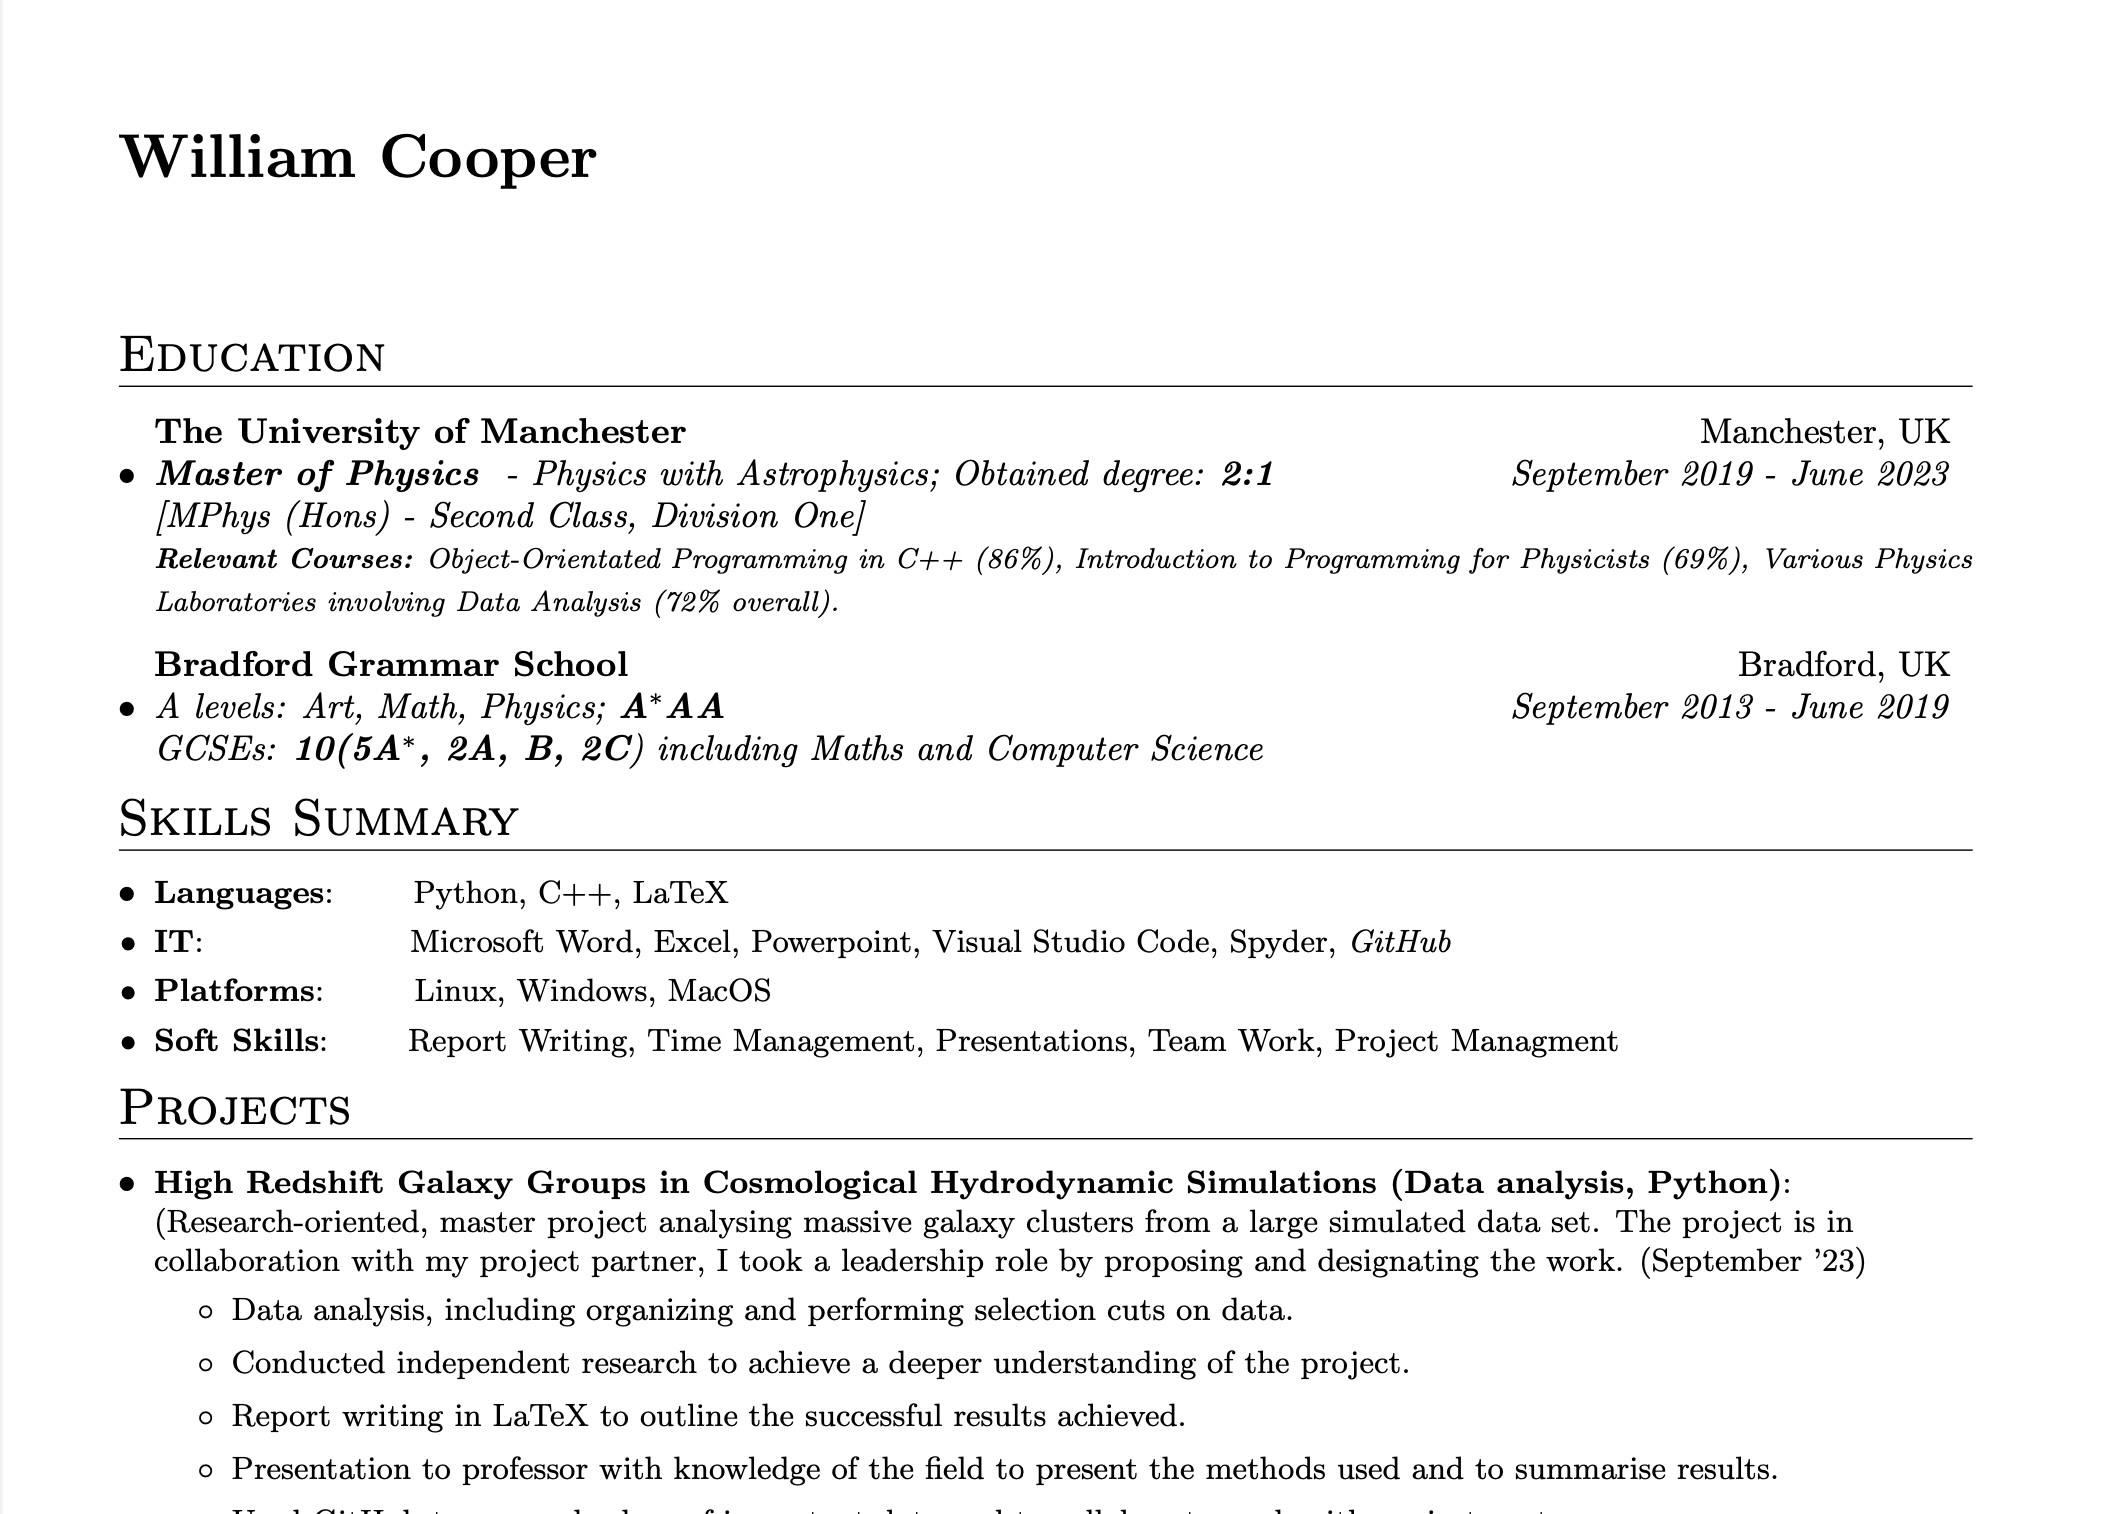 William Cooper
Education
The University of Manchester Manchester, UK
• Master of Physics - Physics with Astrophysics; Obtained degree: 2:1 September 2019 - June 2023
[MPhys (Hons) - Second Class, Division One]
Relevant Courses: Object-Orientated Programming in C++ (86%), Introduction to Programming for Physicists (69%), Various Physics
Laboratories involving Data Analysis (72% overall).
Bradford Grammar School Bradford, UK
• A levels: Art, Math, Physics; A*AA September 2013 - June 2019
GCSEs: 10(5A*, 2A, B, 2C) including Maths and Computer Science
Skills Summary
• Languages: Python, C++, LaTeX
• IT: Microsoft Word, Excel, Powerpoint, Visual Studio Code, Spyder, GitHub
• Platforms: Linux, Windows, MacOS
• Soft Skills: Report Writing, Time Management, Presentations, Team Work, Project Managment
Projects
• High Redshift Galaxy Groups in Cosmological Hydrodynamic Simulations (Data analysis, Python):
(Research-oriented, master project analysing massive galaxy clusters from a large simulated data set. The project is in
collaboration with my project partner, I took a leadership role by proposing and designating the work. (September ’23)
◦ Data analysis, including organizing and performing selection cuts on data.
◦ Conducted independent research to achieve a deeper understanding of the project.
◦ Report writing in LaTeX to outline the successful results achieved.
◦ Presentation to professor with knowledge of the field to present the methods used and to summarise results.